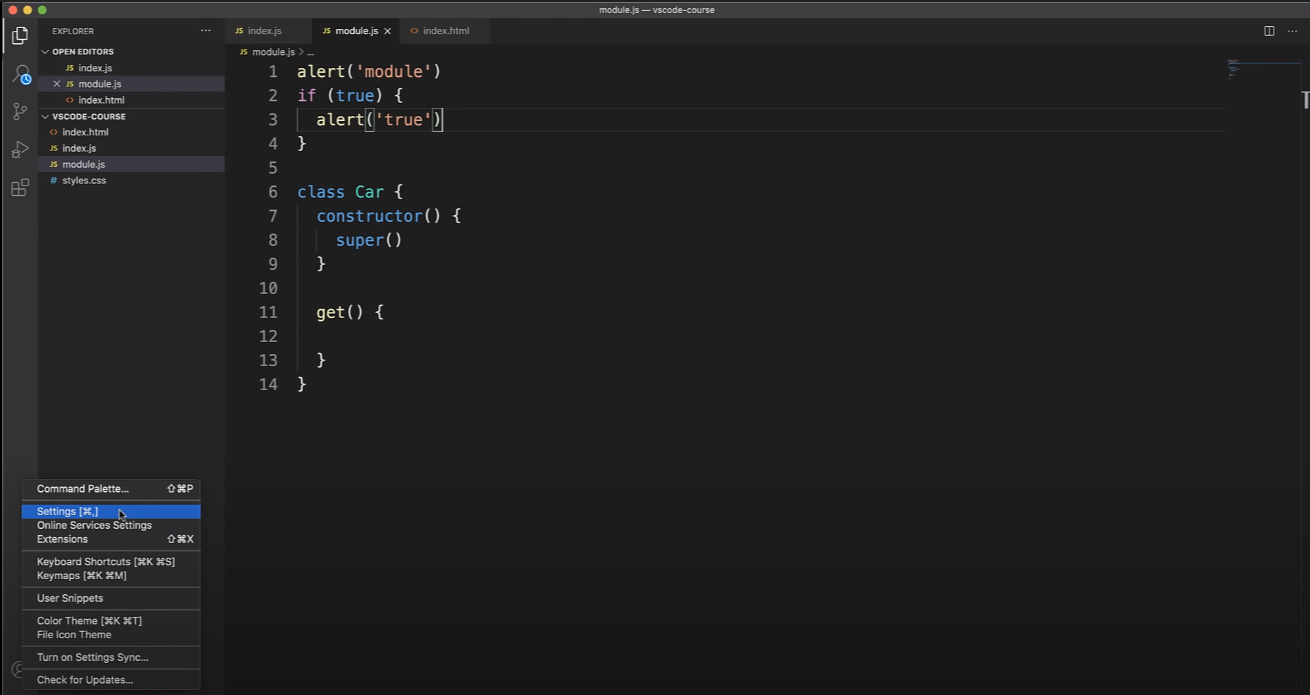 module.js — vscode-course
EXPLORER ...
JS index.js
JS module.js ×
<> index.html
...
OPEN EDITORS
JS index.js
× JS module.js
<> index.html
VSCODE-COURSE
<> index.html
JS index.js
JS module.js
# styles.css
JS module.js > ...
1 alert('module')
2 if (true) {
3 alert('true')
4 }
5
6 class Car {
7 constructor() {
8 super()
9 }
10
11 get() {
12
13 }
14 }
Command Palette... ⇧⌘P
Settings [⌘,]
Online Services Settings
Extensions ⇧⌘X
Keyboard Shortcuts [⌘K ⌘S]
Keymaps [⌘K ⌘M]
User Snippets
Color Theme [⌘K ⌘T]
File Icon Theme
Turn on Settings Sync...
Check for Updates...